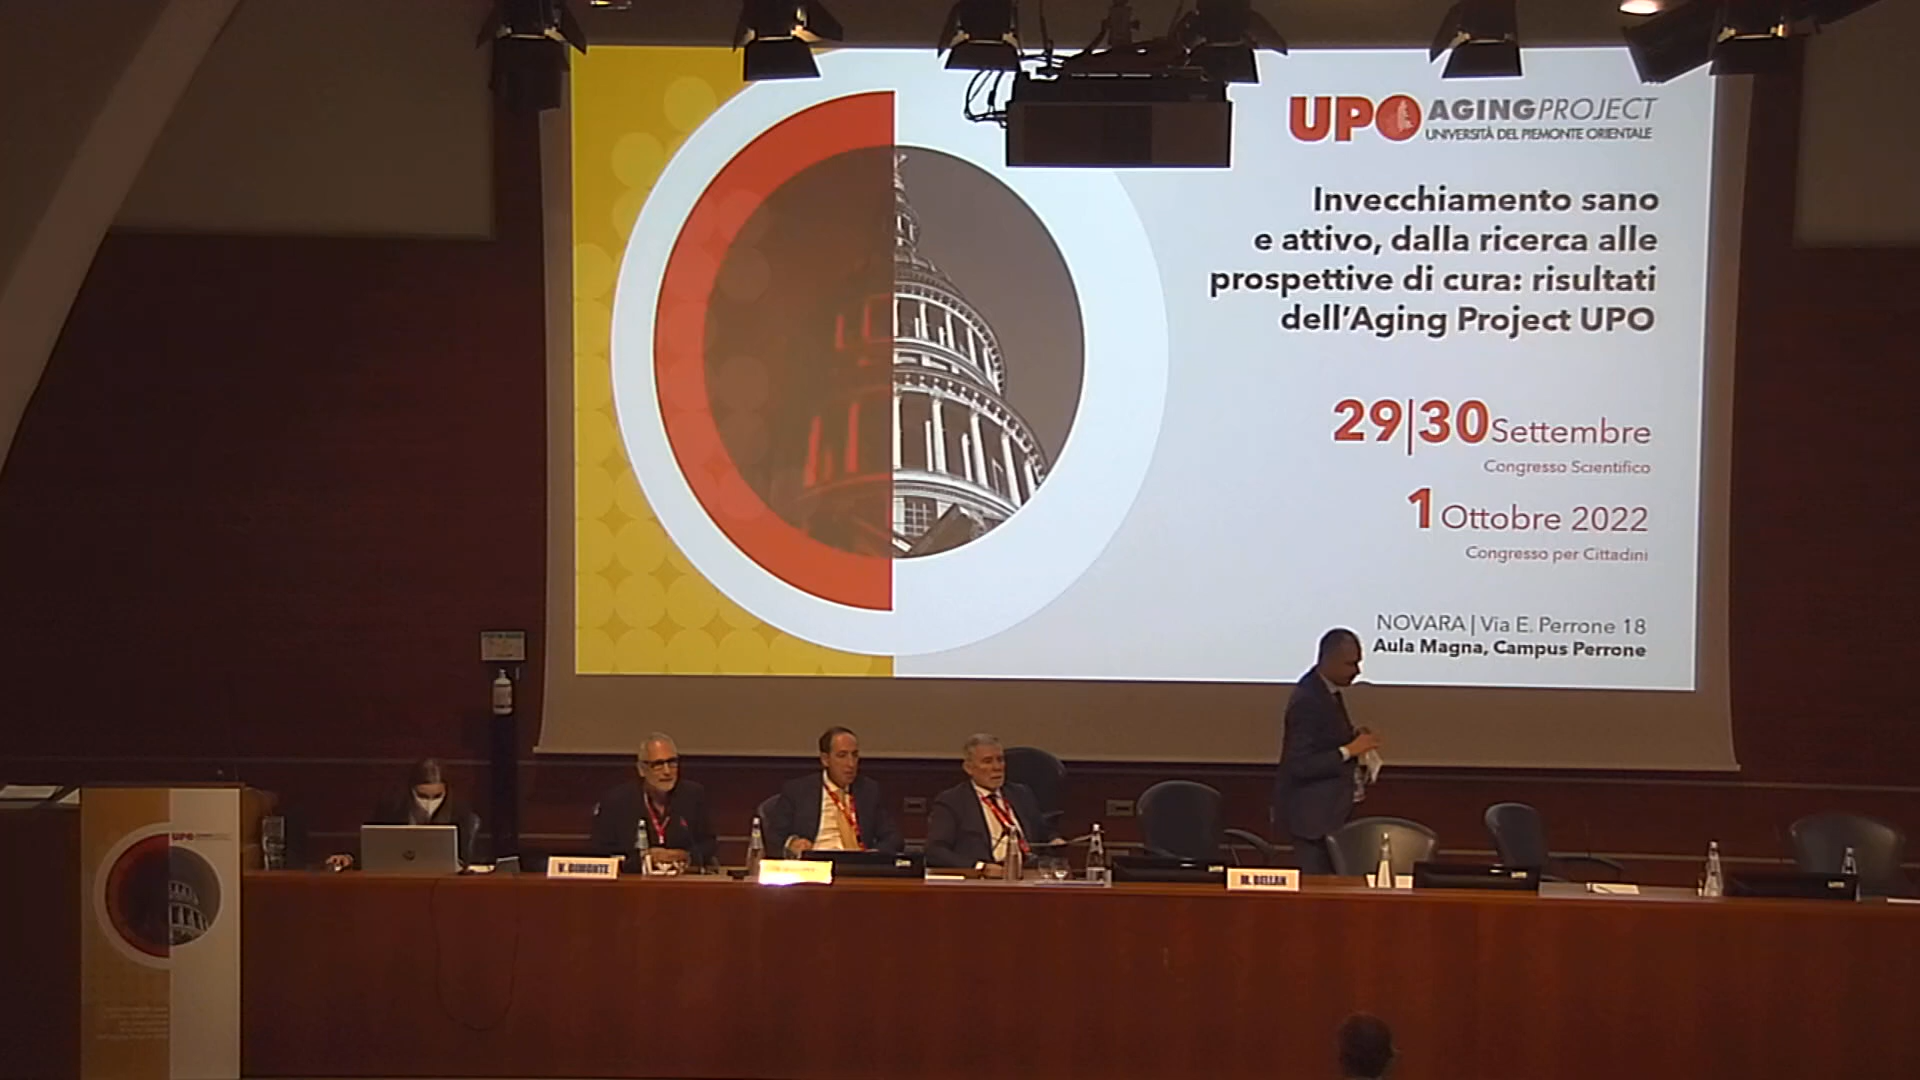 UPO AGINGPROJECT
UNIVERSITÀ DEL PIEMONTE ORIENTALE
Invecchiamento sano
e attivo, dalla ricerca alle
prospettive di cura: risultati
dell'Aging Project UPO
29|30 Settembre
Congresso Scientifico
1 Ottobre 2022
Congresso per Cittadini
NOVARA | Via E. Perrone 18
Aula Magna, Campus Perrone
UPO
V. DIMONTE
M. BELLAN